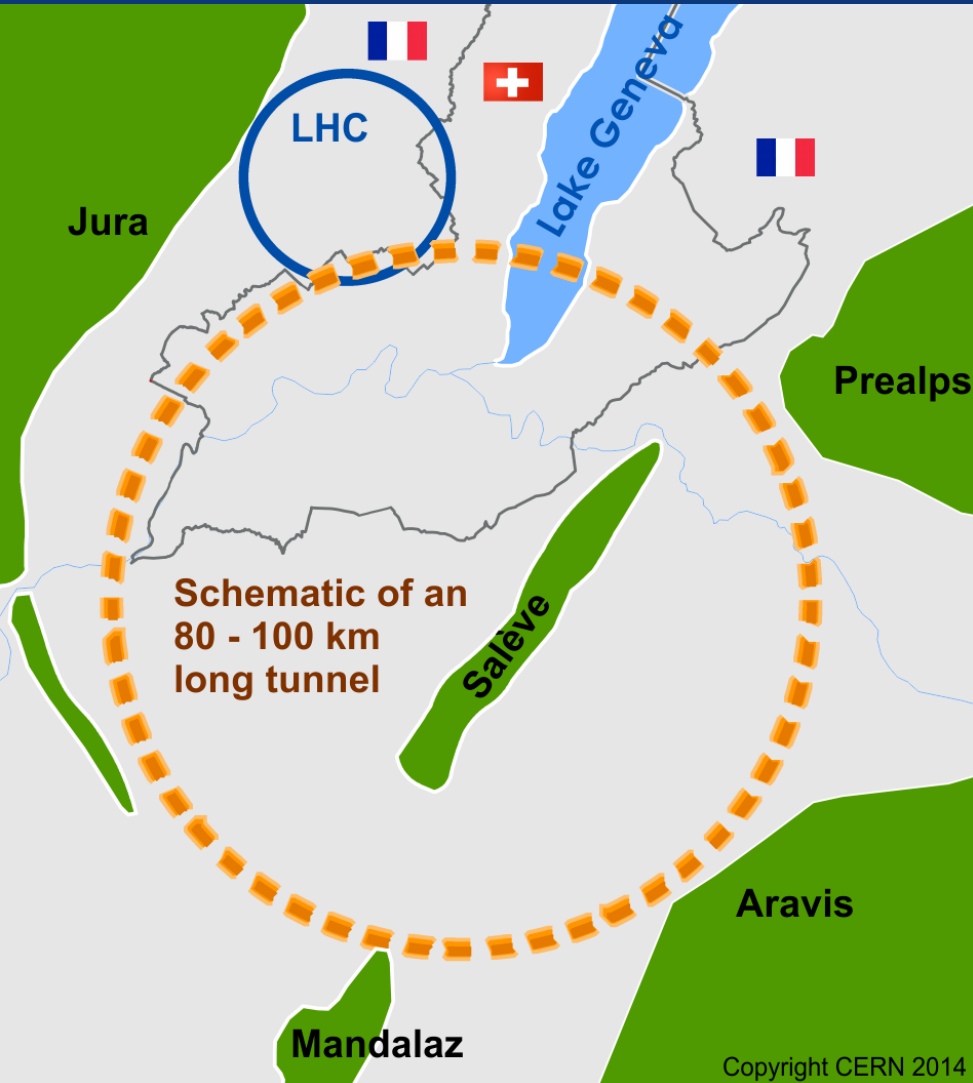 LHC
Lake Geneva
Jura
Prealps
Schematic of an
80 - 100 km
long tunnel
Salève
Aravis
Mandalaz
Copyright CERN 2014